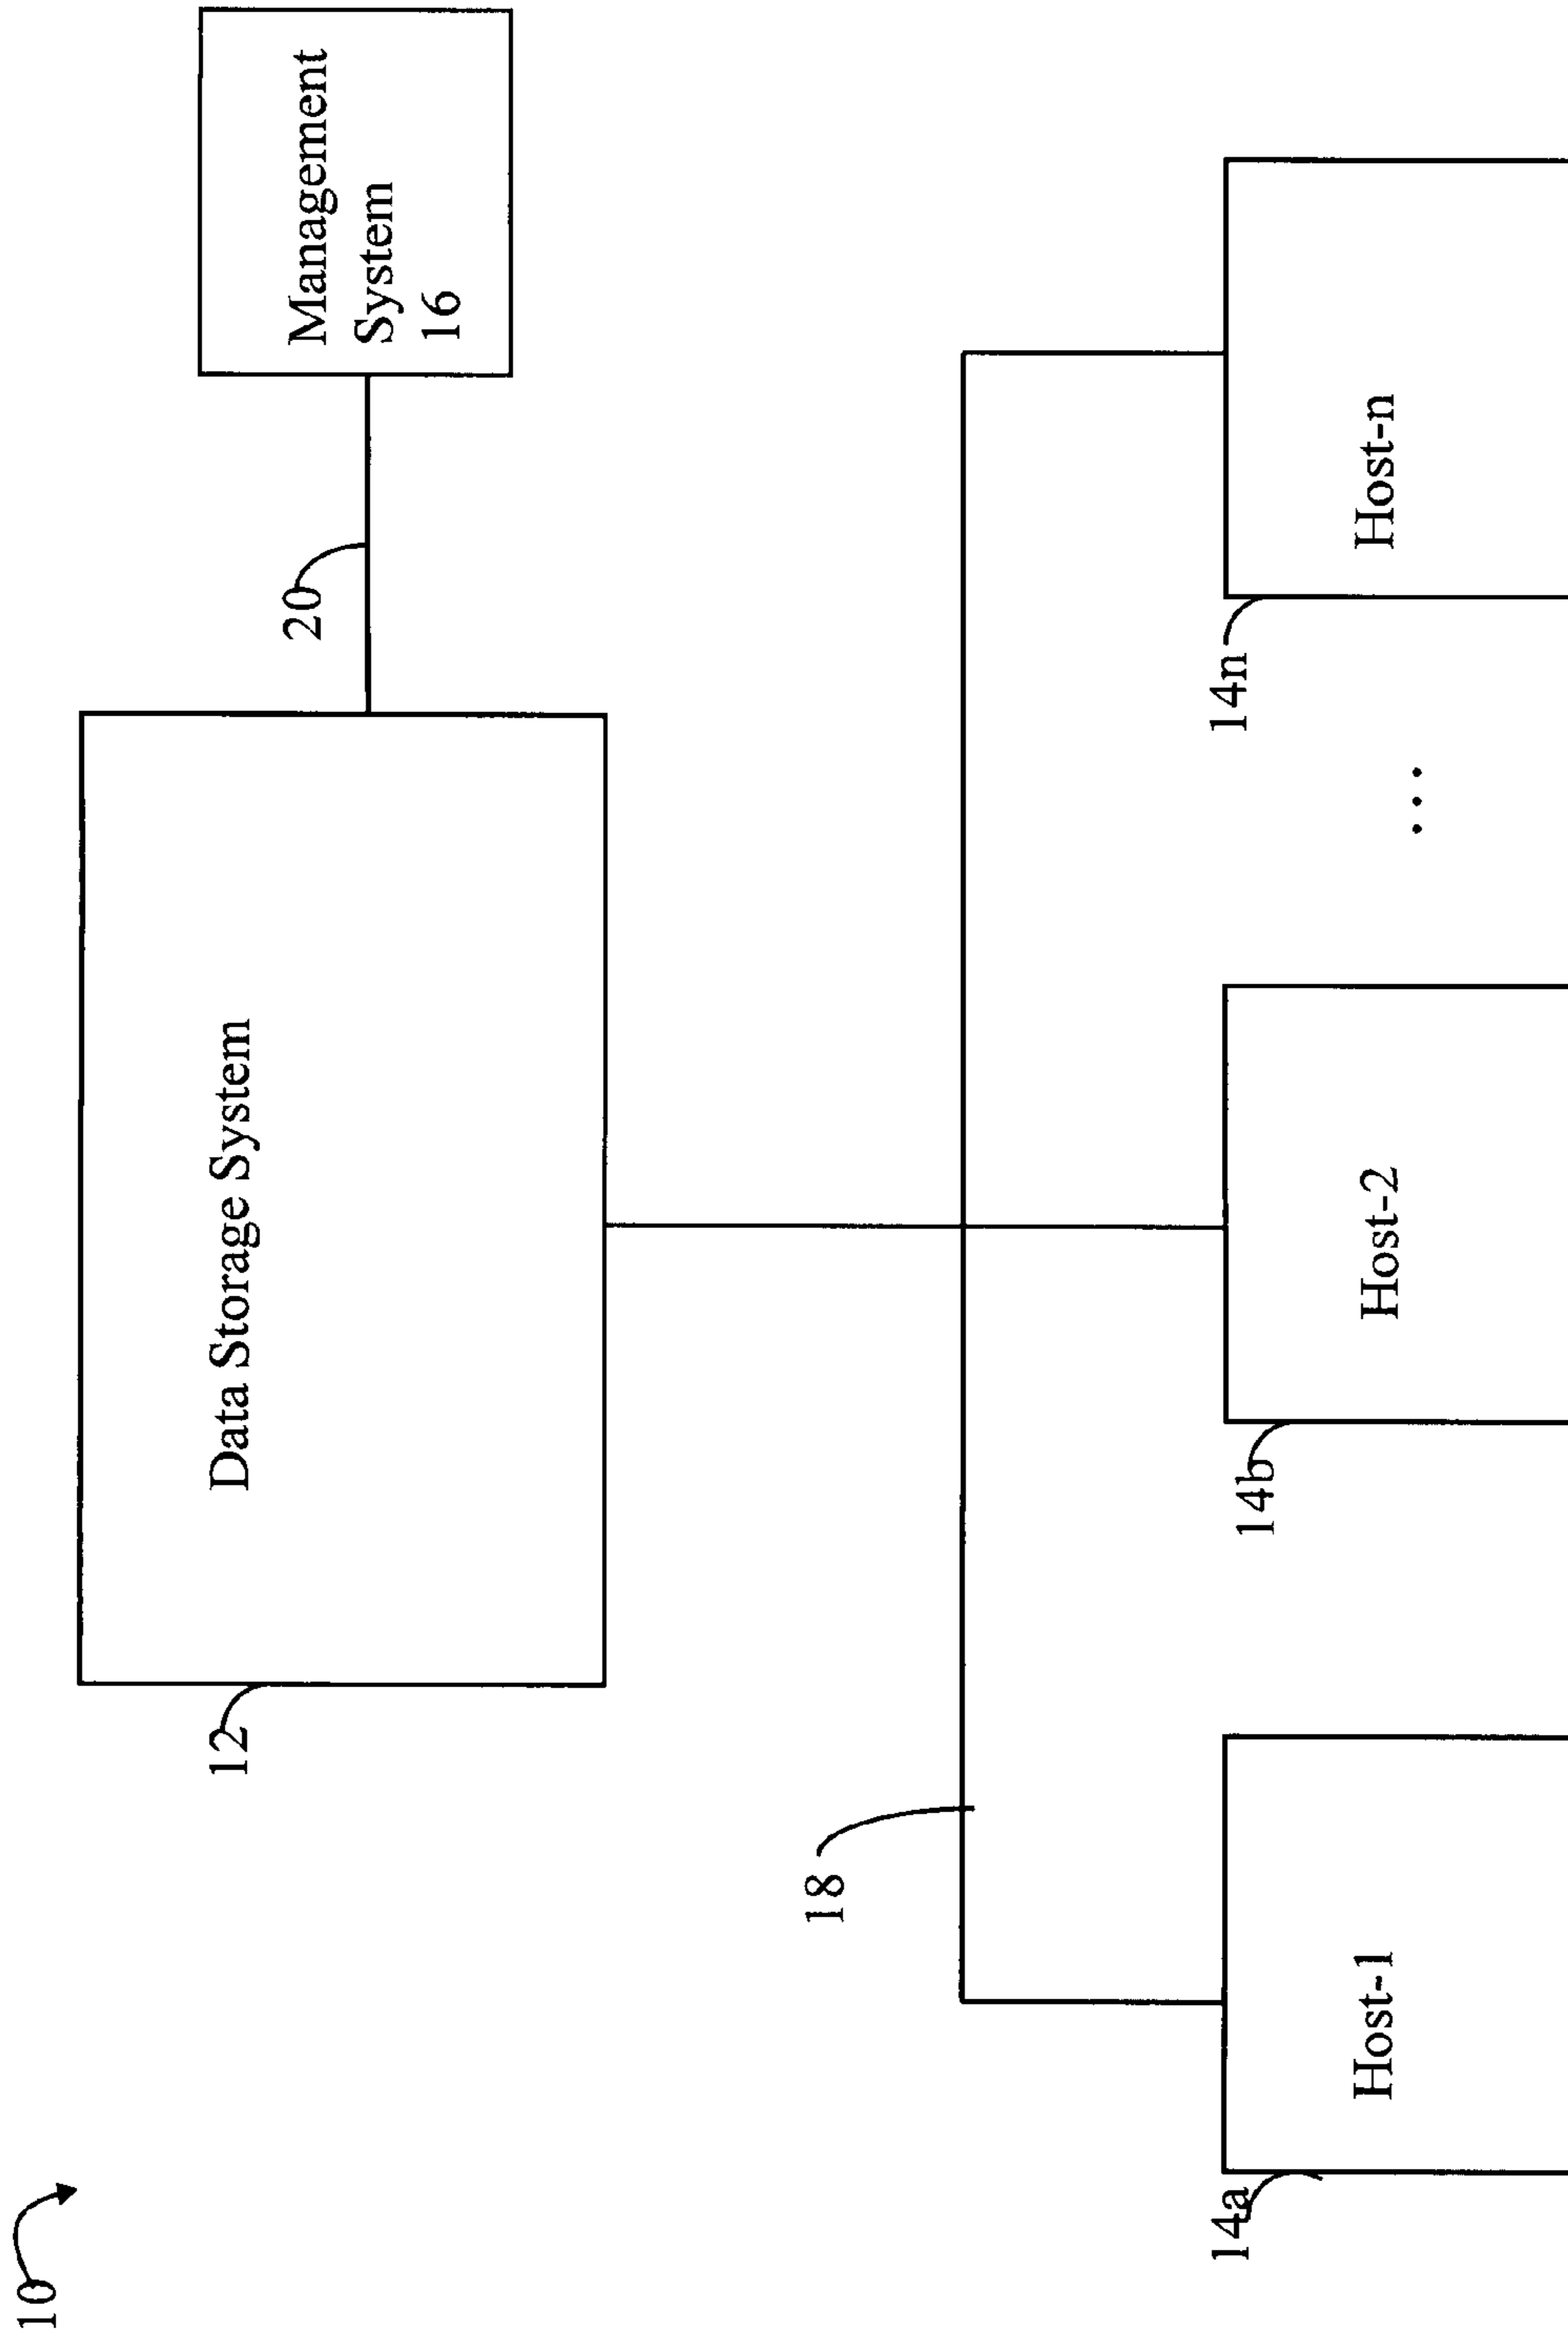 10
12
Data Storage System
20
Management
System
16
18
14a
Host-1
14b
Host-2
...
14n
Host-n